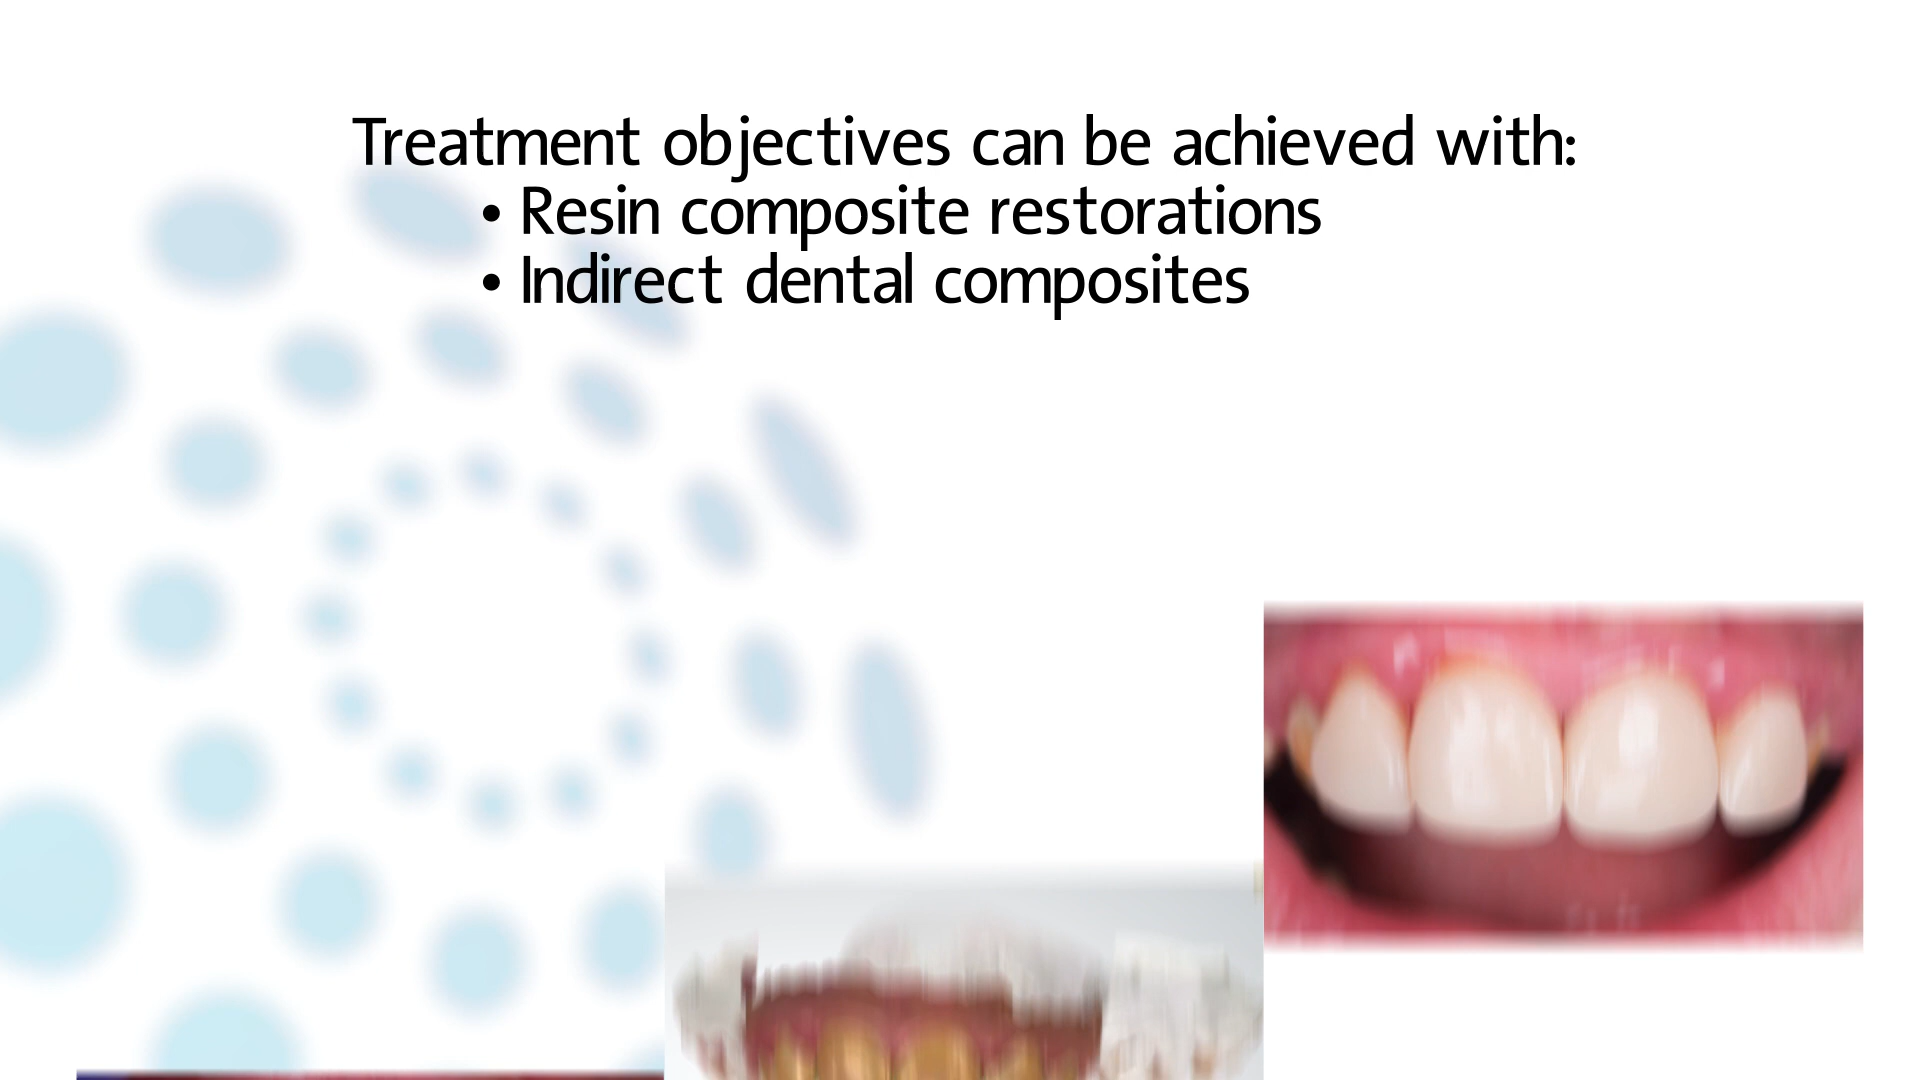 Treatment objectives can be achieved with:
• Resin composite restorations
• Indirect dental composites